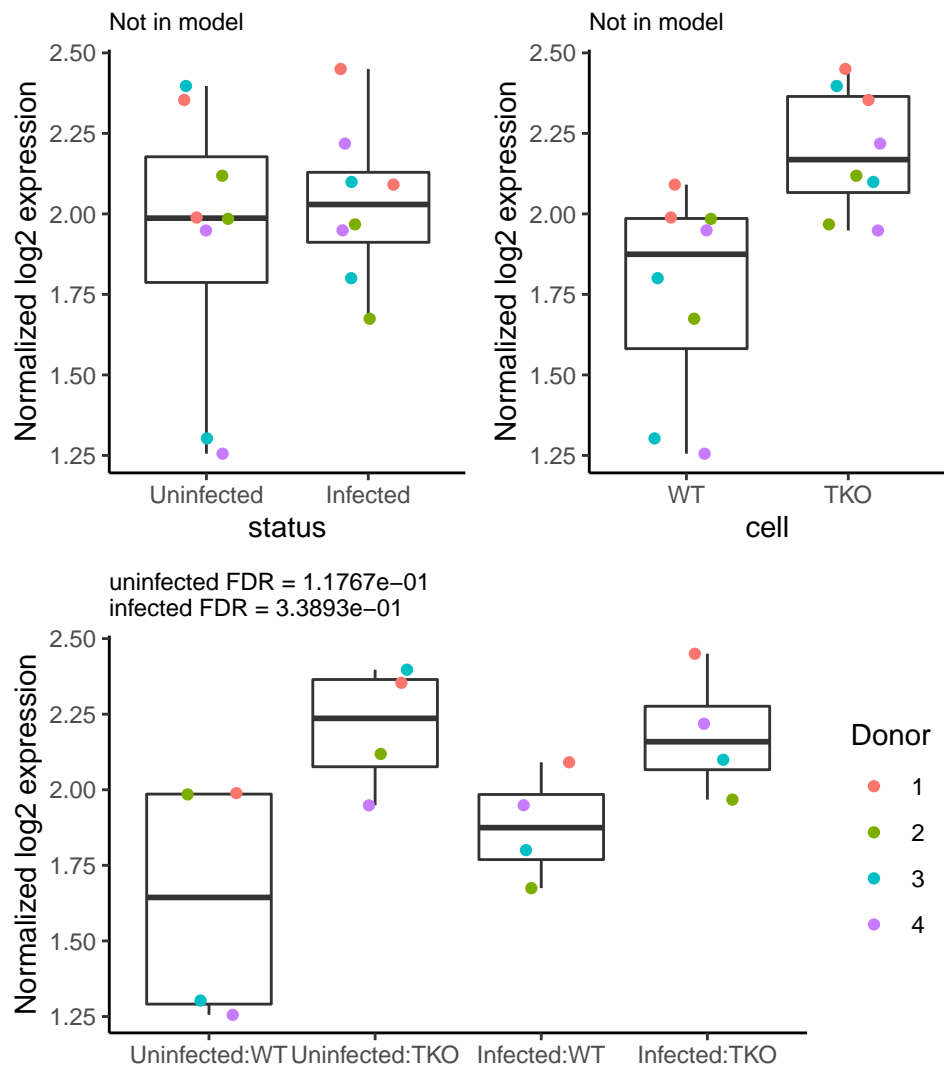 Not in model
Normalized log2 expression
2.50
2.25
2.00
1.75
1.50
1.25
Uninfected Infected
status
Not in model
Normalized log2 expression
2.50
2.25
2.00
1.75
1.50
1.25
WT TKO
cell
uninfected FDR = 1.1767e−01
infected FDR = 3.3893e−01
Normalized log2 expression
2.50
2.25
2.00
1.75
1.50
1.25
Uninfected:WT Uninfected:TKO Infected:WT Infected:TKO
Donor
1
2
3
4